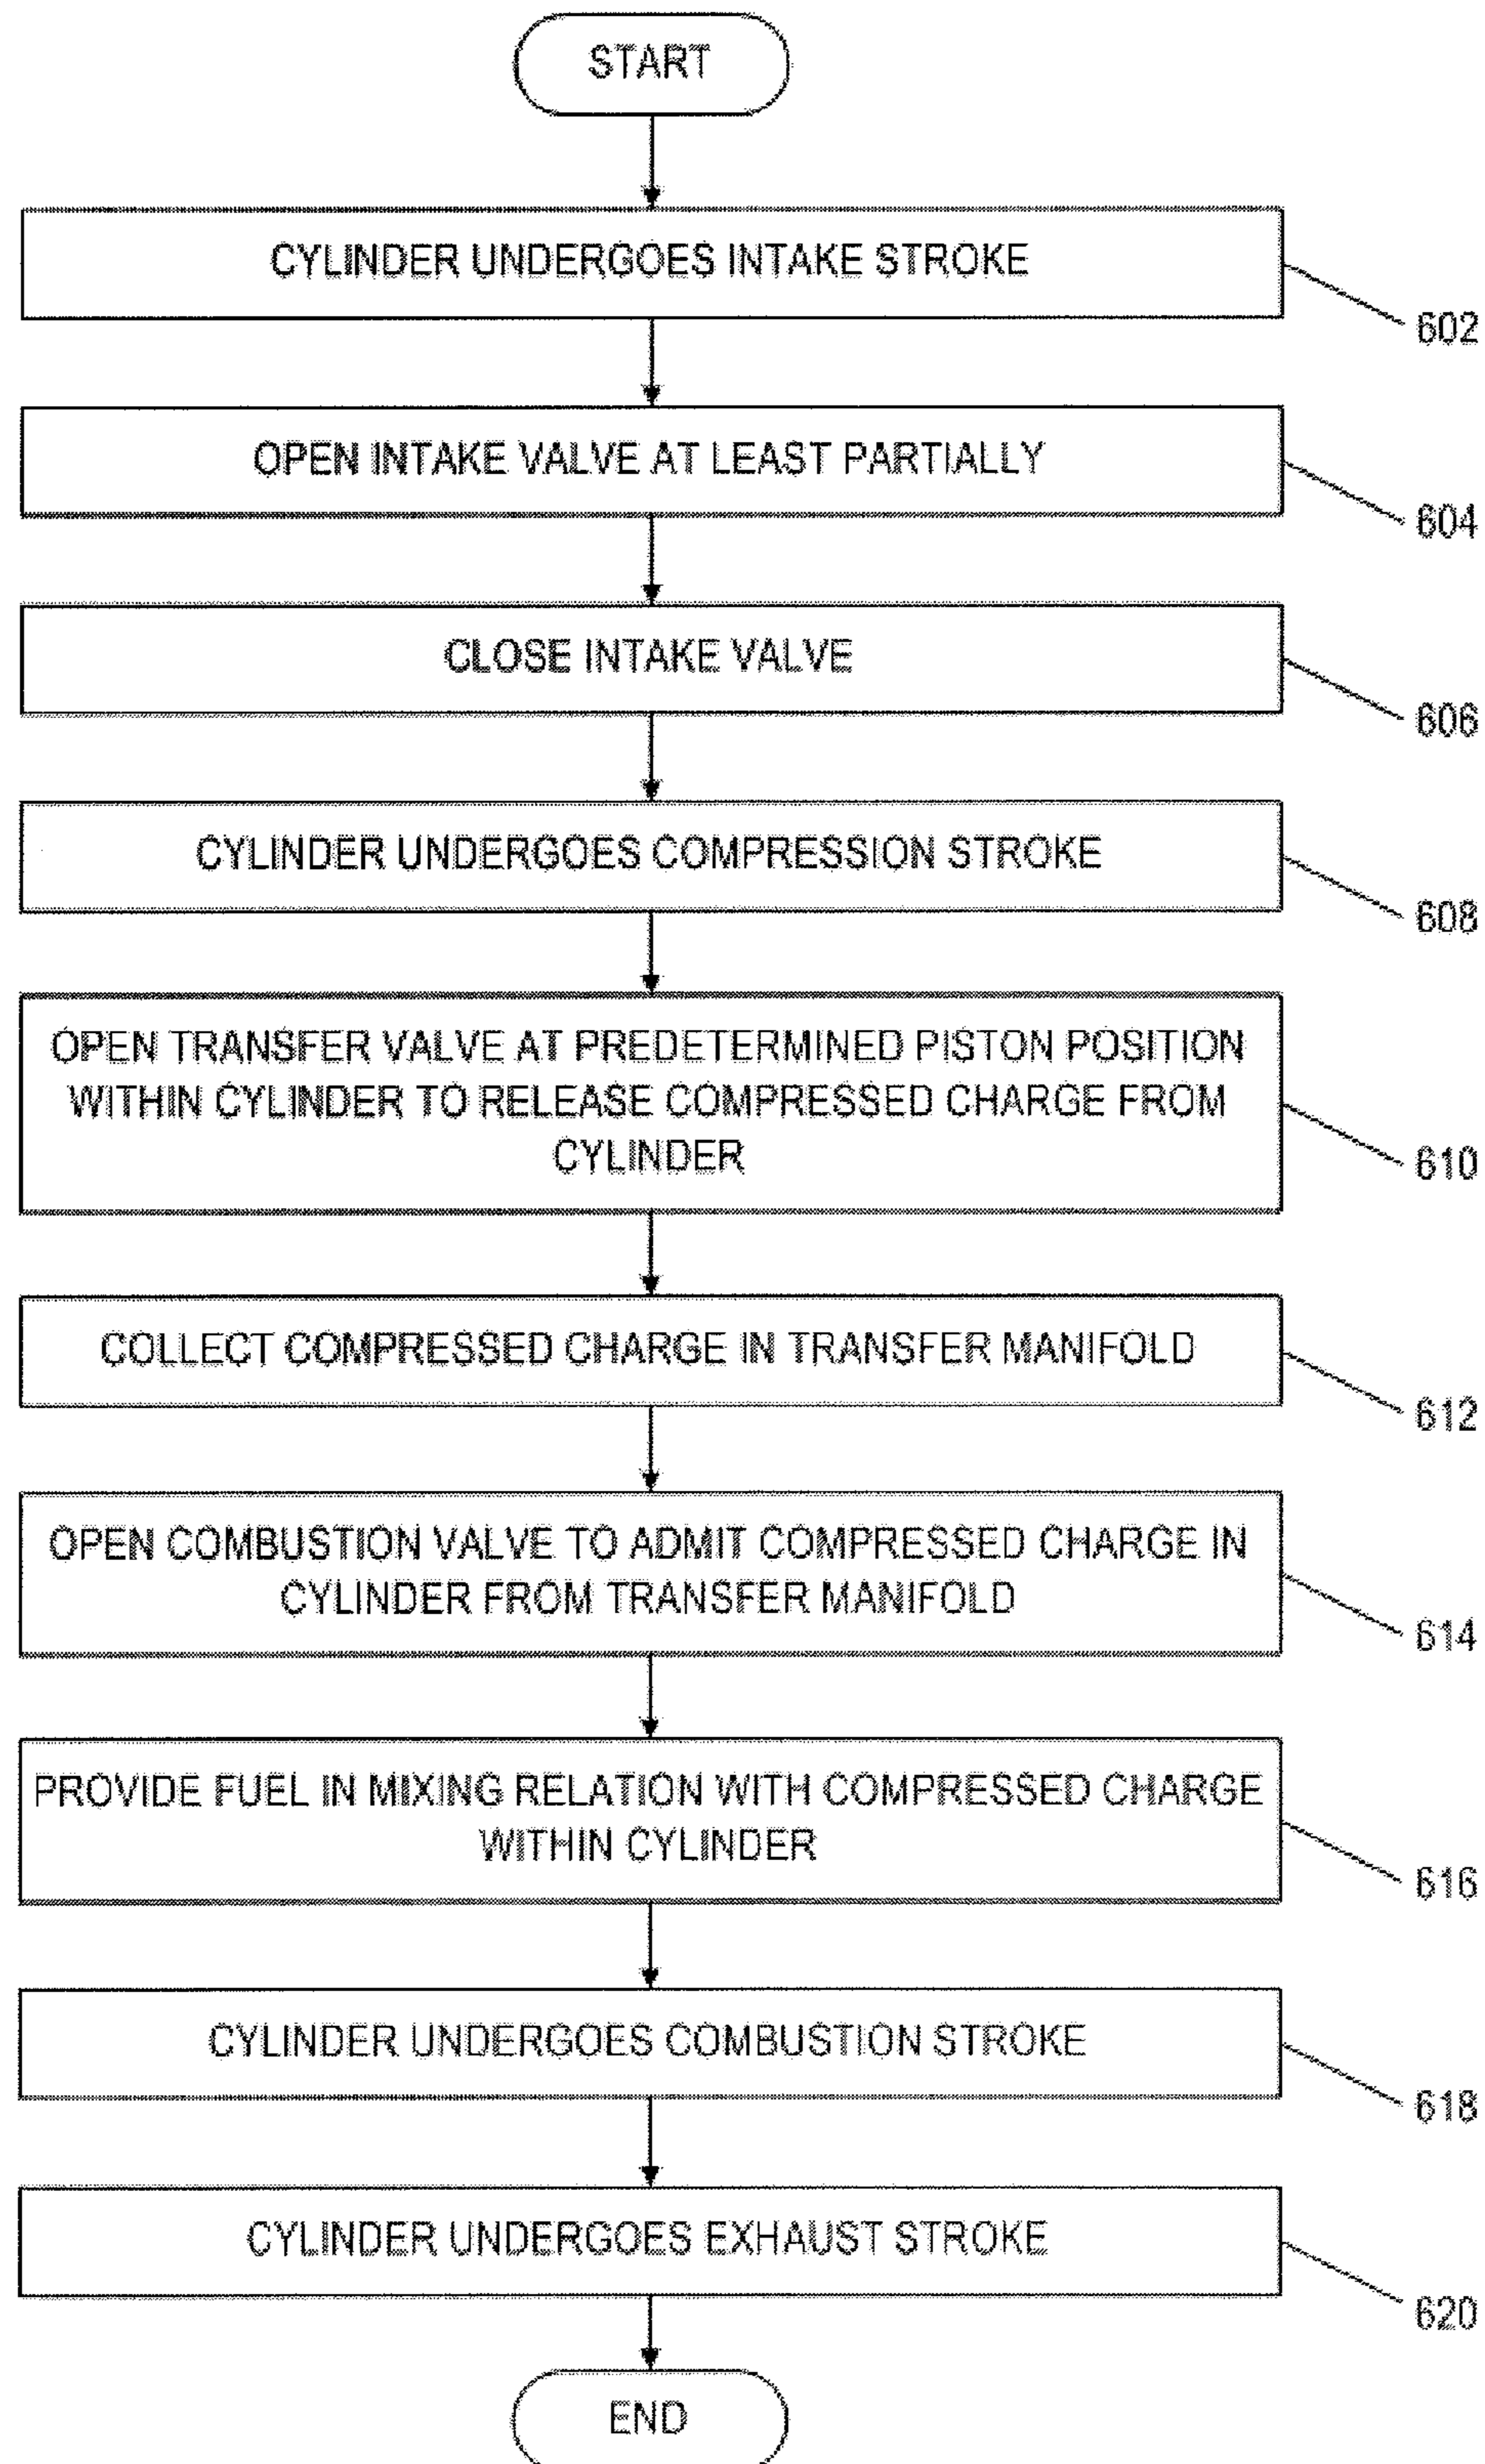 START
CYLINDER UNDERGOES INTAKE STROKE
602
OPEN INTAKE VALVE AT LEAST PARTIALLY
604
CLOSE INTAKE VALVE
606
CYLINDER UNDERGOES COMPRESSION STROKE
608
OPEN TRANSFER VALVE AT PREDETERMINED PISTON POSITION
WITHIN CYLINDER TO RELEASE COMPRESSED CHARGE FROM
CYLINDER
610
COLLECT COMPRESSED CHARGE IN TRANSFER MANIFOLD
612
OPEN COMBUSTION VALVE TO ADMIT COMPRESSED CHARGE IN
CYLINDER FROM TRANSFER MANIFOLD
614
PROVIDE FUEL IN MIXING RELATION WITH COMPRESSED CHARGE
WITHIN CYLINDER
616
CYLINDER UNDERGOES COMBUSTION STROKE
618
CYLINDER UNDERGOES EXHAUST STROKE
620
END